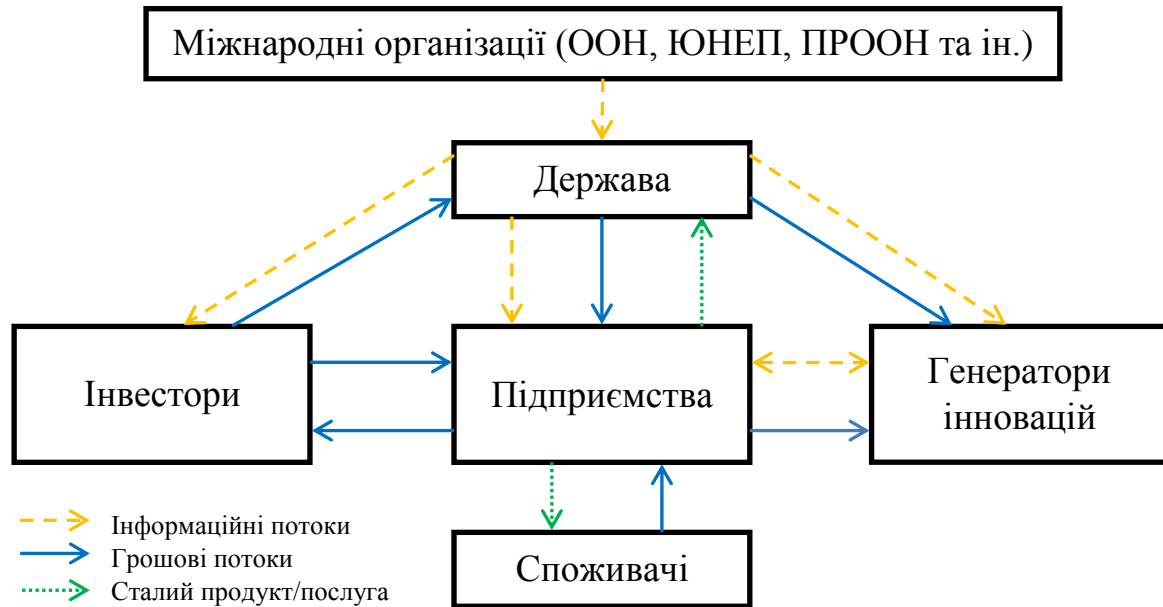 Міжнародні організації (ООН, ЮНЕП, ПРООН та ін.)
Держава
Інвестори
Підприємства
Генератори
інновацій
Споживачі
Інформаційні потоки
Грошові потоки
Сталий продукт/послуга